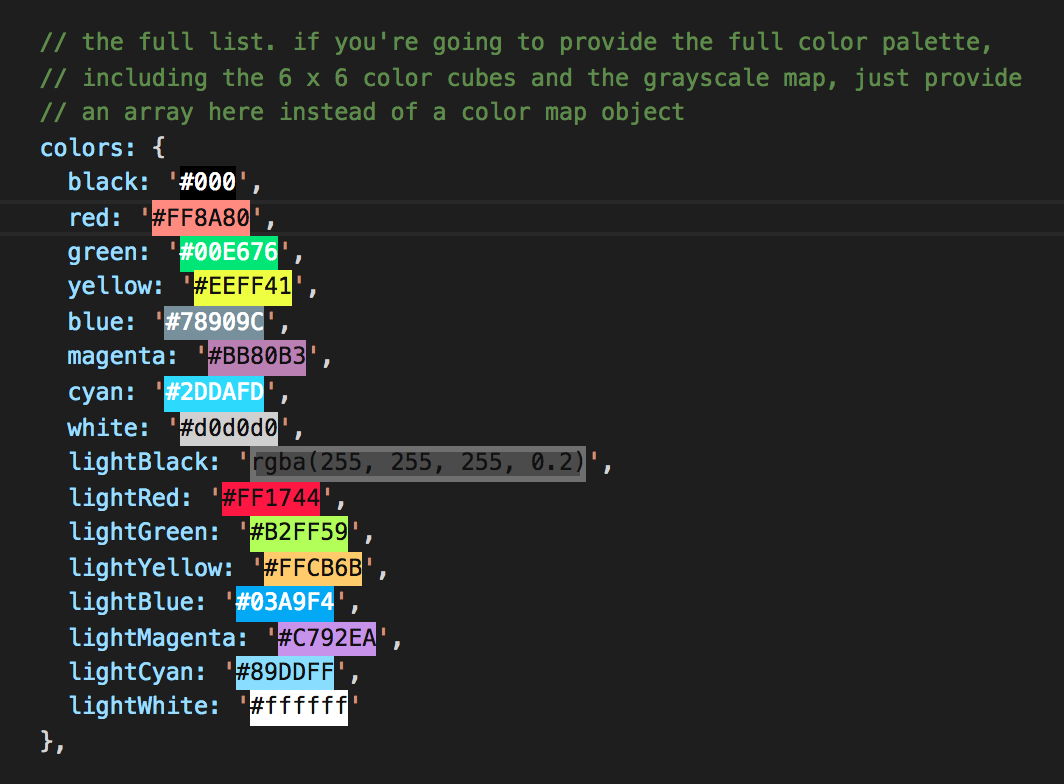 // the full list. if you're going to provide the full color palette,
// including the 6 x 6 color cubes and the grayscale map, just provide
// an array here instead of a color map object
colors: {
  black: '#000',
  red: '#FF8A80',
  green: '#00E676',
  yellow: '#EEFF41',
  blue: '#78909C',
  magenta: '#BB80B3',
  cyan: '#2DDAFD',
  white: '#d0d0d0',
  lightBlack: 'rgba(255, 255, 255, 0.2)',
  lightRed: '#FF1744',
  lightGreen: '#B2FF59',
  lightYellow: '#FFCB6B',
  lightBlue: '#03A9F4',
  lightMagenta: '#C792EA',
  lightCyan: '#89DDFF',
  lightWhite: '#ffffff'
},